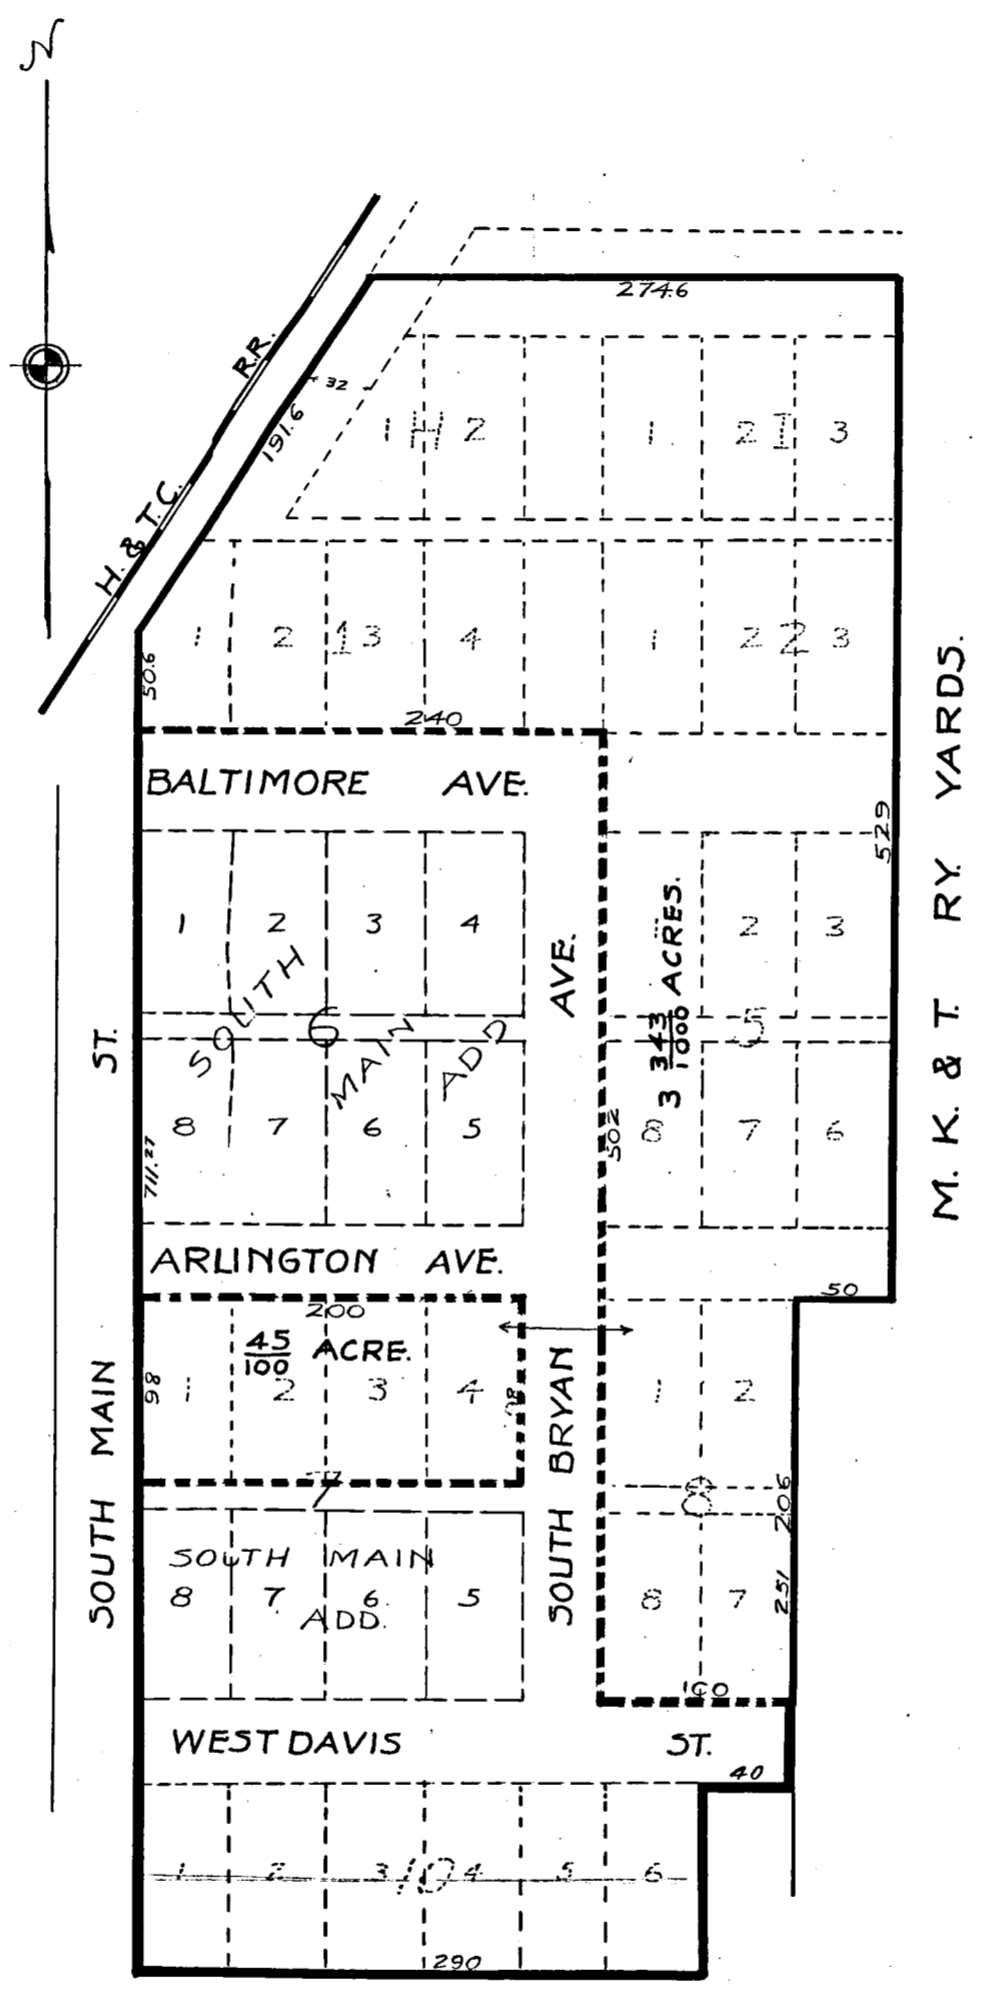 N
274.6
R.R.
32
191.6
1 H 2 1 2 I 3
H. & T.C.
1 2 13 3 4 1 2 2 3
50.6
240
BALTIMORE AVE.
529
M. K. & T. RY. YARDS.
1 2 3 4 2 3
SOUTH
6
MAIN
ADD
AVE.
3 343/1000 ACRES.
5
ST.
8 7 6 5 8 7 6
502
711.27
ARLINGTON AVE.
50
200
45/100 ACRE.
98 1 2 3 4 98 1 2
SOUTH MAIN
SOUTH BRYAN
7
8
206
SOUTH MAIN
8 7 6 5 8 7
ADD.
251
WEST DAVIS ST.
40
1 2 3 10 4 5 6
290